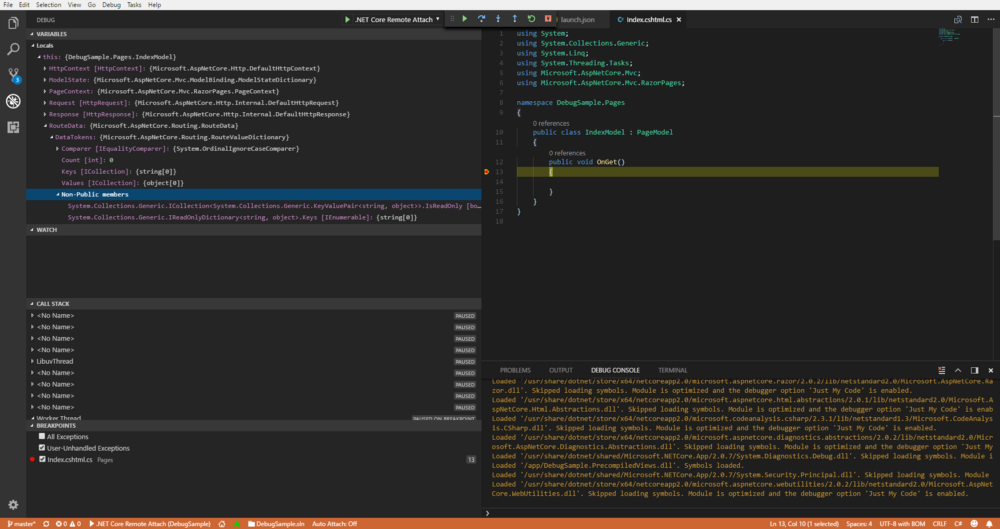 File Edit Selection View Go Debug Tasks Help
DEBUG
.NET Core Remote Attach
launch.json
Index.cshtml.cs
VARIABLES
Locals
this: {DebugSample.Pages.IndexModel}
HttpContext [HttpContext]: {Microsoft.AspNetCore.Http.DefaultHttpContext}
ModelState: {Microsoft.AspNetCore.Mvc.ModelBinding.ModelStateDictionary}
PageContext: {Microsoft.AspNetCore.Mvc.RazorPages.PageContext}
Request [HttpRequest]: {Microsoft.AspNetCore.Http.Internal.DefaultHttpRequest}
Response [HttpResponse]: {Microsoft.AspNetCore.Http.Internal.DefaultHttpResponse}
RouteData: {Microsoft.AspNetCore.Routing.RouteData}
DataTokens: {Microsoft.AspNetCore.Routing.RouteValueDictionary}
Comparer [IEqualityComparer]: {System.OrdinalIgnoreCaseComparer}
Count [int]: 0
Keys [ICollection]: {string[0]}
Values [ICollection]: {object[0]}
Non-Public members
System.Collections.Generic.ICollection<System.Collections.Generic.KeyValuePair<string, object>>.IsReadOnly [bo…
System.Collections.Generic.IReadOnlyDictionary<string, object>.Keys [IEnumerable]: {string[0]}
WATCH
CALL STACK
<No Name> PAUSED
<No Name> PAUSED
<No Name> PAUSED
<No Name> PAUSED
LibuvThread PAUSED
<No Name> PAUSED
<No Name> PAUSED
<No Name> PAUSED
<No Name> PAUSED
Worker Thread PAUSED ON BREAKPOINT
BREAKPOINTS
All Exceptions
User-Unhandled Exceptions
Index.cshtml.cs Pages 13
3
1 using System;
2 using System.Collections.Generic;
3 using System.Linq;
4 using System.Threading.Tasks;
5 using Microsoft.AspNetCore.Mvc;
6 using Microsoft.AspNetCore.Mvc.RazorPages;
7
8 namespace DebugSample.Pages
9 {
0 references
10 public class IndexModel : PageModel
11 {
0 references
12 public void OnGet()
13 {
14
15 }
16 }
17 }
18
PROBLEMS OUTPUT DEBUG CONSOLE TERMINAL
Loaded '/usr/share/dotnet/store/x64/netcoreapp2.0/microsoft.aspnetcore.razor/2.0.2/lib/netstandard2.0/Microsoft.AspNetCore.Ra
zor.dll'. Skipped loading symbols. Module is optimized and the debugger option 'Just My Code' is enabled.
Loaded '/usr/share/dotnet/store/x64/netcoreapp2.0/microsoft.aspnetcore.html.abstractions/2.0.1/lib/netstandard2.0/Microsoft.A
spNetCore.Html.Abstractions.dll'. Skipped loading symbols. Module is optimized and the debugger option 'Just My Code' is enab
Loaded '/usr/share/dotnet/store/x64/netcoreapp2.0/microsoft.codeanalysis.csharp/2.3.1/lib/netstandard1.3/Microsoft.CodeAnalys
is.CSharp.dll'. Skipped loading symbols. Module is optimized and the debugger option 'Just My Code' is enabled.
Loaded '/usr/share/dotnet/store/x64/netcoreapp2.0/microsoft.aspnetcore.diagnostics.abstractions/2.0.2/lib/netstandard2.0/Micr
osoft.AspNetCore.Diagnostics.Abstractions.dll'. Skipped loading symbols. Module is optimized and the debugger option 'Just My
Loaded '/usr/share/dotnet/shared/Microsoft.NETCore.App/2.0.7/System.Diagnostics.Debug.dll'. Skipped loading symbols. Module i
Loaded '/app/DebugSample.PrecompiledViews.dll'. Symbols loaded.
Loaded '/usr/share/dotnet/shared/Microsoft.NETCore.App/2.0.7/System.Security.Principal.dll'. Skipped loading symbols. Module
Loaded '/usr/share/dotnet/store/x64/netcoreapp2.0/microsoft.aspnetcore.webutilities/2.0.2/lib/netstandard2.0/Microsoft.AspNet
Core.WebUtilities.dll'. Skipped loading symbols. Module is optimized and the debugger option 'Just My Code' is enabled.
master* 0 0 .NET Core Remote Attach (DebugSample) DebugSample.sln Auto Attach: Off Ln 13, Col 10 (1 selected) Spaces: 4 UTF-8 with BOM CRLF C#